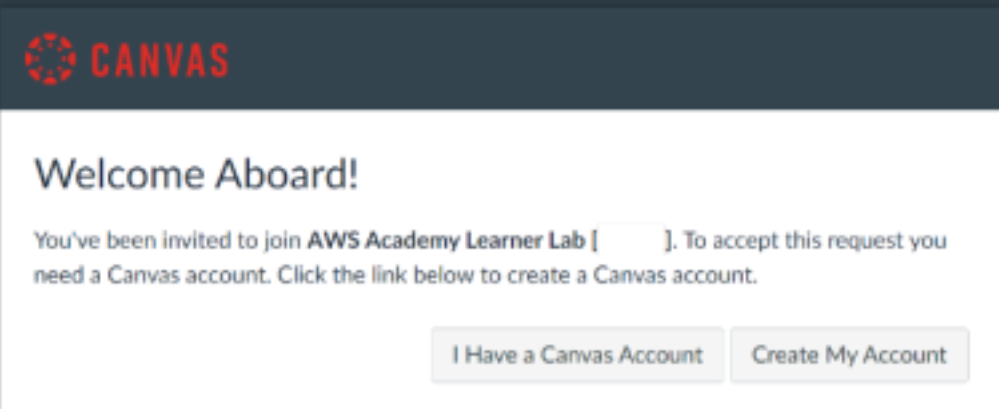 CANVAS
Welcome Aboard!
You've been invited to join AWS Academy Learner Lab [ ]. To accept this request you
need a Canvas account. Click the link below to create a Canvas account.
I Have a Canvas Account Create My Account